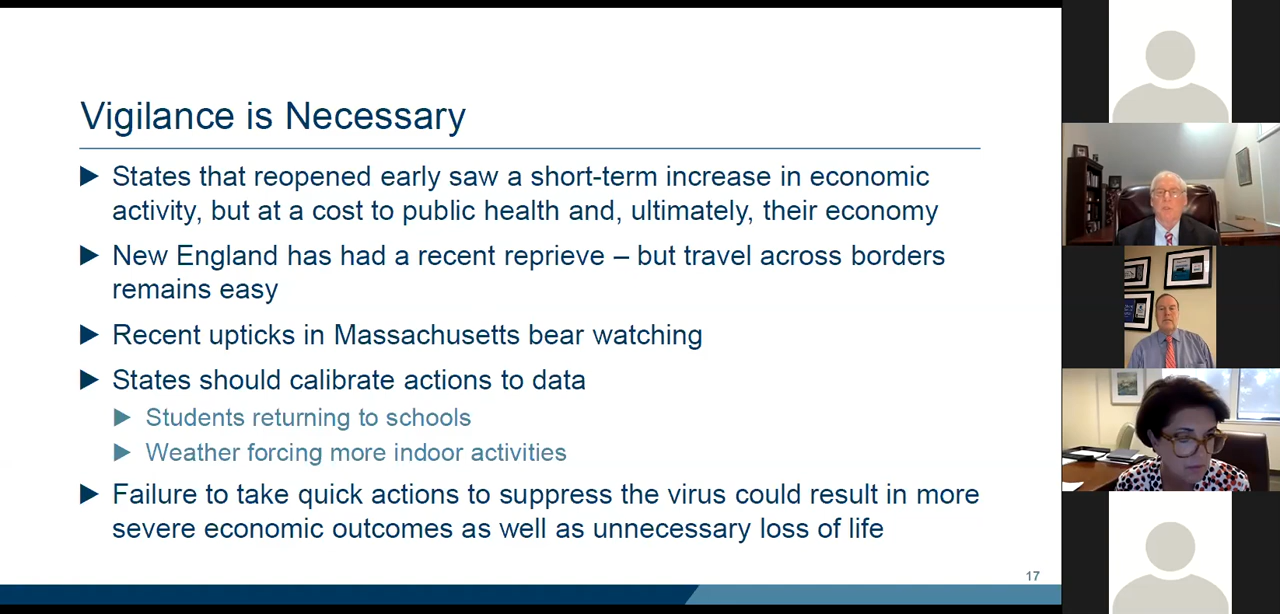 Vigilance is Necessary
▶ States that reopened early saw a short-term increase in economic
activity, but at a cost to public health and, ultimately, their economy
▶ New England has had a recent reprieve – but travel across borders
remains easy
▶ Recent upticks in Massachusetts bear watching
▶ States should calibrate actions to data
▶ Students returning to schools
▶ Weather forcing more indoor activities
▶ Failure to take quick actions to suppress the virus could result in more
severe economic outcomes as well as unnecessary loss of life
17